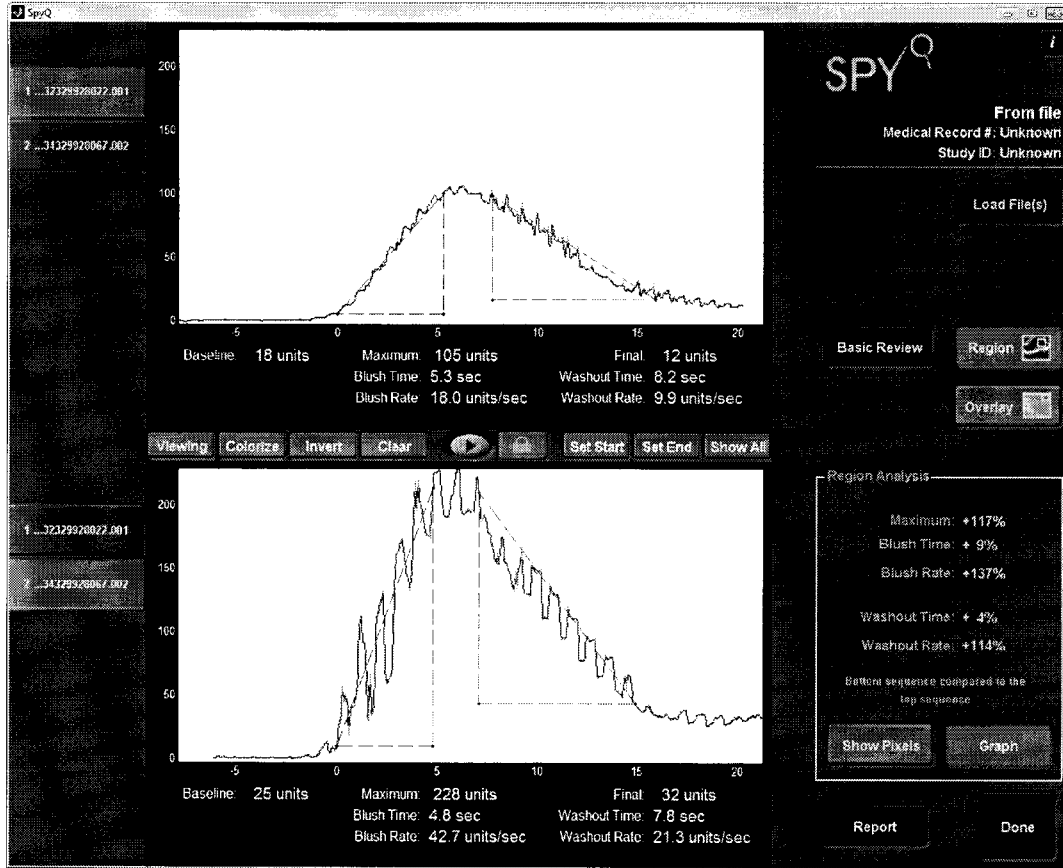 SpyQ
1 ...32329928022.001
2 ...34329928067.002
200
150
100
50
0
-5 0 5 10 15 20
Baseline: 18 units Maximum: 105 units Final: 12 units
Blush Time: 5.3 sec Washout Time: 8.2 sec
Blush Rate: 18.0 units/sec Washout Rate: 9.9 units/sec
Viewing Colorize Invert Clear Set Start Set End Show All
1 ...32329928022.001
2 ...34329928067.002
200
150
100
50
0
-5 0 5 10 15 20
Baseline: 25 units Maximum: 228 units Final: 32 units
Blush Time: 4.8 sec Washout Time: 7.8 sec
Blush Rate: 42.7 units/sec Washout Rate: 21.3 units/sec
i
SPY Q
From file
Medical Record #: Unknown
Study ID: Unknown
Load File(s)
Basic Review Region
Overlay
Region Analysis
Maximum: +117%
Blush Time: + 9%
Blush Rate: +137%
Washout Time: + 4%
Washout Rate: +114%
Bottom sequence compared to the
top sequence
Show Pixels Graph
Report Done